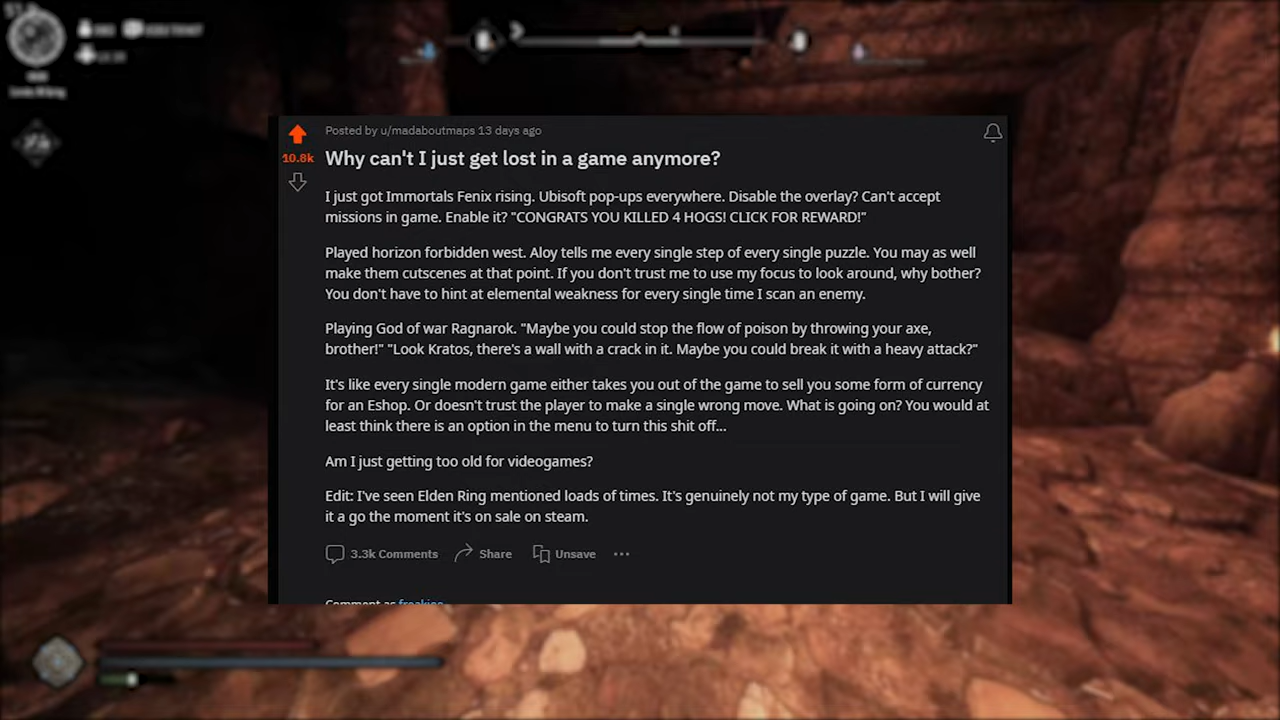 Posted by u/madaboutmaps 13 days ago
10.8k
Why can't I just get lost in a game anymore?
I just got Immortals Fenix rising. Ubisoft pop-ups everywhere. Disable the overlay? Can't accept
missions in game. Enable it? "CONGRATS YOU KILLED 4 HOGS! CLICK FOR REWARD!"
Played horizon forbidden west. Aloy tells me every single step of every single puzzle. You may as well
make them cutscenes at that point. If you don't trust me to use my focus to look around, why bother?
You don't have to hint at elemental weakness for every single time I scan an enemy.
Playing God of war Ragnarok. "Maybe you could stop the flow of poison by throwing your axe,
brother!" "Look Kratos, there's a wall with a crack in it. Maybe you could break it with a heavy attack?"
It's like every single modern game either takes you out of the game to sell you some form of currency
for an Eshop. Or doesn't trust the player to make a single wrong move. What is going on? You would at
least think there is an option in the menu to turn this shit off...
Am I just getting too old for videogames?
Edit: I've seen Elden Ring mentioned loads of times. It's genuinely not my type of game. But I will give
it a go the moment it's on sale on steam.
3.3k Comments Share Unsave
Comment as